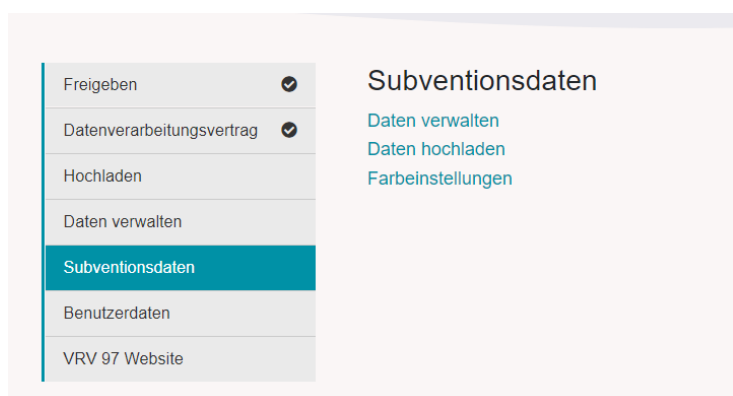 Freigeben
Datenverarbeitungsvertrag
Hochladen
Daten verwalten
Subventionsdaten
Benutzerdaten
VRV 97 Website
Subventionsdaten
Daten verwalten
Daten hochladen
Farbeinstellungen